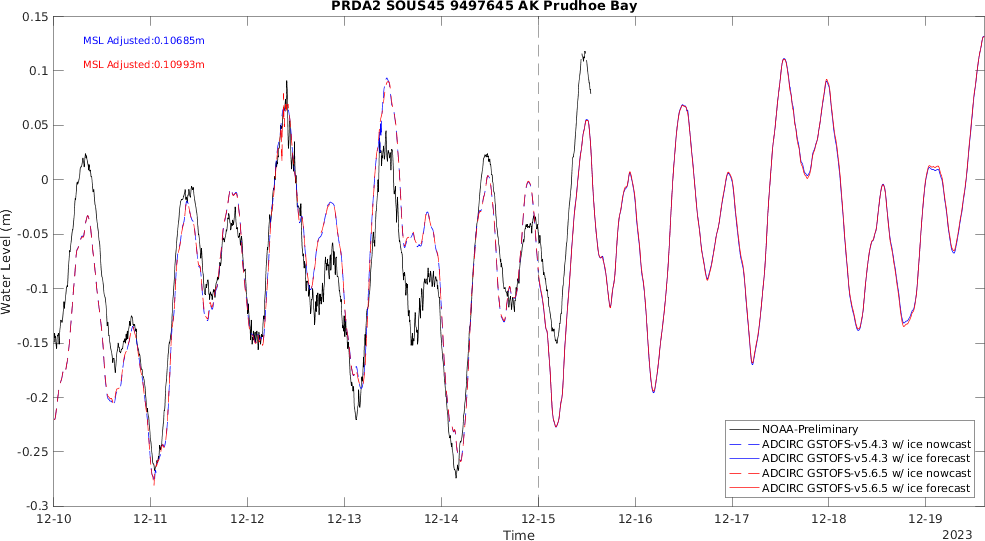 PRDA2 SOUS45 9497645 AK Prudhoe Bay
MSL Adjusted:0.10685m
MSL Adjusted:0.10993m
0.15
0.1
0.05
0
-0.05
-0.1
-0.15
-0.2
-0.25
-0.3
Water Level (m)
NOAA-Preliminary
ADCIRC GSTOFS-v5.4.3 w/ ice nowcast
ADCIRC GSTOFS-v5.4.3 w/ ice forecast
ADCIRC GSTOFS-v5.6.5 w/ ice nowcast
ADCIRC GSTOFS-v5.6.5 w/ ice forecast
12-10 12-11 12-12 12-13 12-14 12-15 12-16 12-17 12-18 12-19
Time
2023